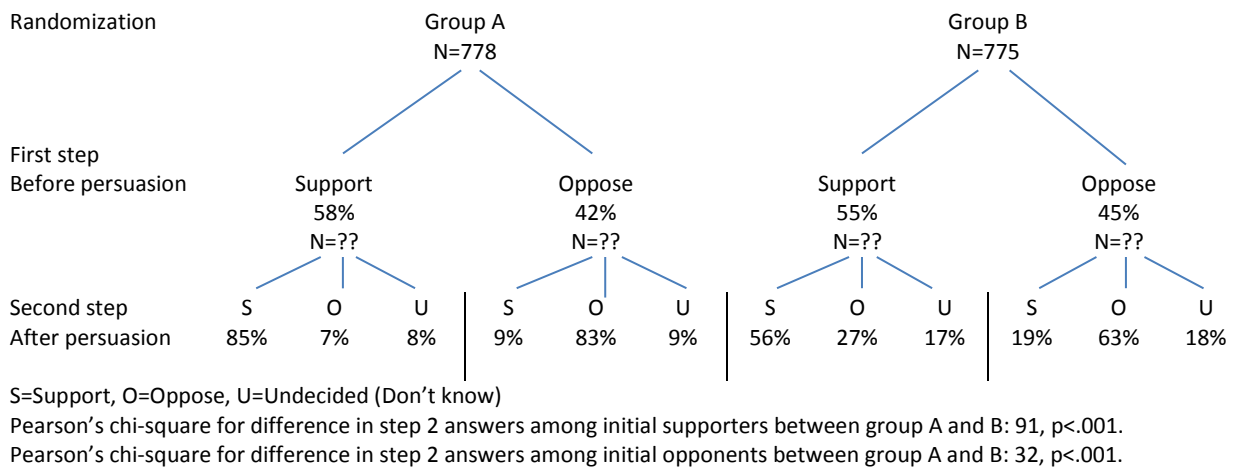 Randomization Group A Group B
N=778 N=775
First step
Before persuasion Support Oppose Support Oppose
58% 42% 55% 45%
N=?? N=?? N=?? N=??
Second step S O U S O U S O U S O U
After persuasion 85% 7% 8% 9% 83% 9% 56% 27% 17% 19% 63% 18%
S=Support, O=Oppose, U=Undecided (Don’t know)
Pearson’s chi-square for difference in step 2 answers among initial supporters between group A and B: 91, p<.001.
Pearson’s chi-square for difference in step 2 answers among initial opponents between group A and B: 32, p<.001.